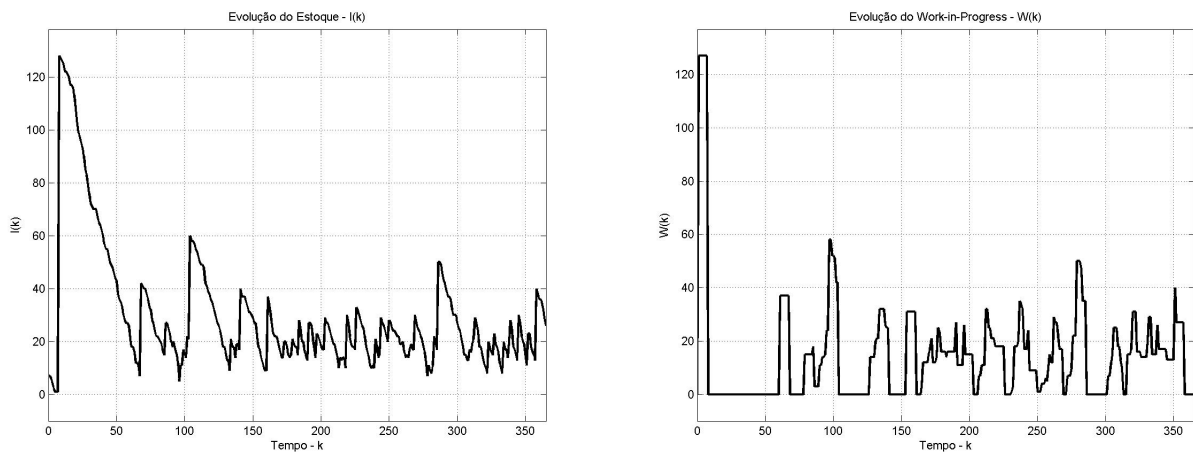 Evolução do Estoque - I(k)
120
100
80
60
40
20
0
I(k)
0 50 100 150 200 250 300 350
Tempo - k
Evolução do Work-in-Progress - W(k)
120
100
80
60
40
20
0
W(k)
0 50 100 150 200 250 300 350
Tempo - k